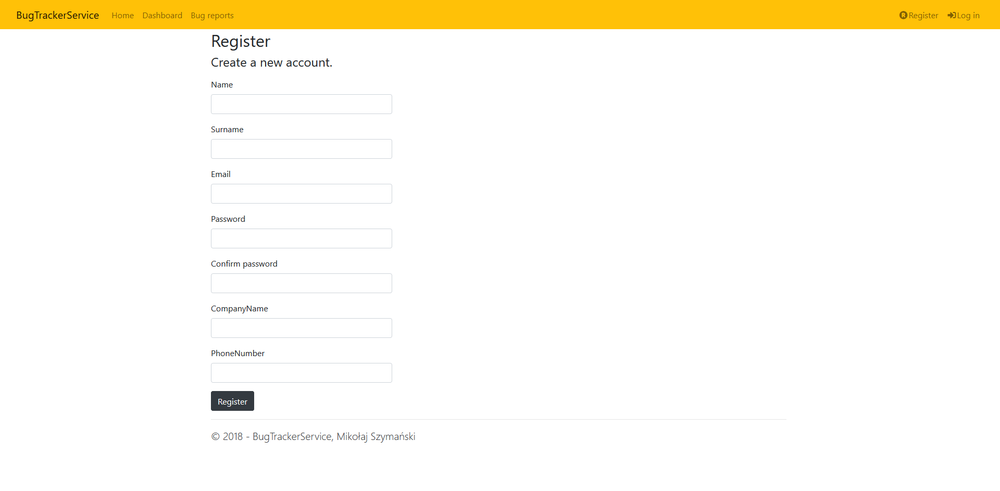 BugTrackerService Home Dashboard Bug reports Register Log in
Register
Create a new account.
Name
Surname
Email
Password
Confirm password
CompanyName
PhoneNumber
Register
© 2018 - BugTrackerService, Mikołaj Szymański